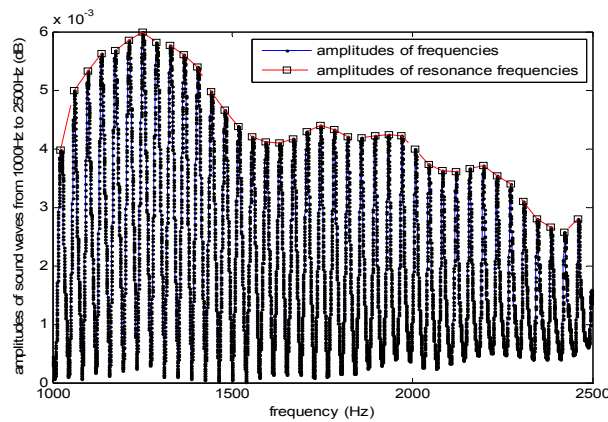 x 10-3
6
5
4
3
2
1
0
amplitudes of sound waves from 1000Hz to 2500Hz (dB)
amplitudes of frequencies
amplitudes of resonance frequencies
1000 1500 2000 2500
frequency (Hz)